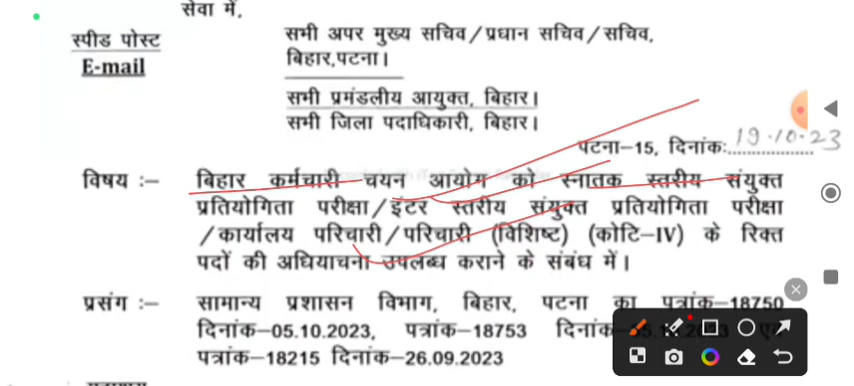 सेवा में,
स्पीड पोस्ट
E-mail
सभी अपर मुख्य सचिव/प्रधान सचिव/सचिव,
बिहार,पटना।
सभी प्रमंडलीय आयुक्त, बिहार।
सभी जिला पदाधिकारी, बिहार।
पटना-15, दिनांकः 19.10.23
विषय :– बिहार कर्मचारी चयन आयोग को स्नातक स्तरीय संयुक्त
प्रतियोगिता परीक्षा/इंटर स्तरीय संयुक्त प्रतियोगिता परीक्षा
/कार्यालय परिचारी/परिचारी (विशिष्ट) (कोटि-IV) के रिक्त
पदों की अधियाचना उपलब्ध कराने के संबंध में।
प्रसंग :– सामान्य प्रशासन विभाग, बिहार, पटना का पत्रांक-18750
दिनांक-05.10.2023, पत्रांक-18753 दिनांक
पत्रांक-18215 दिनांक-26.09.2023